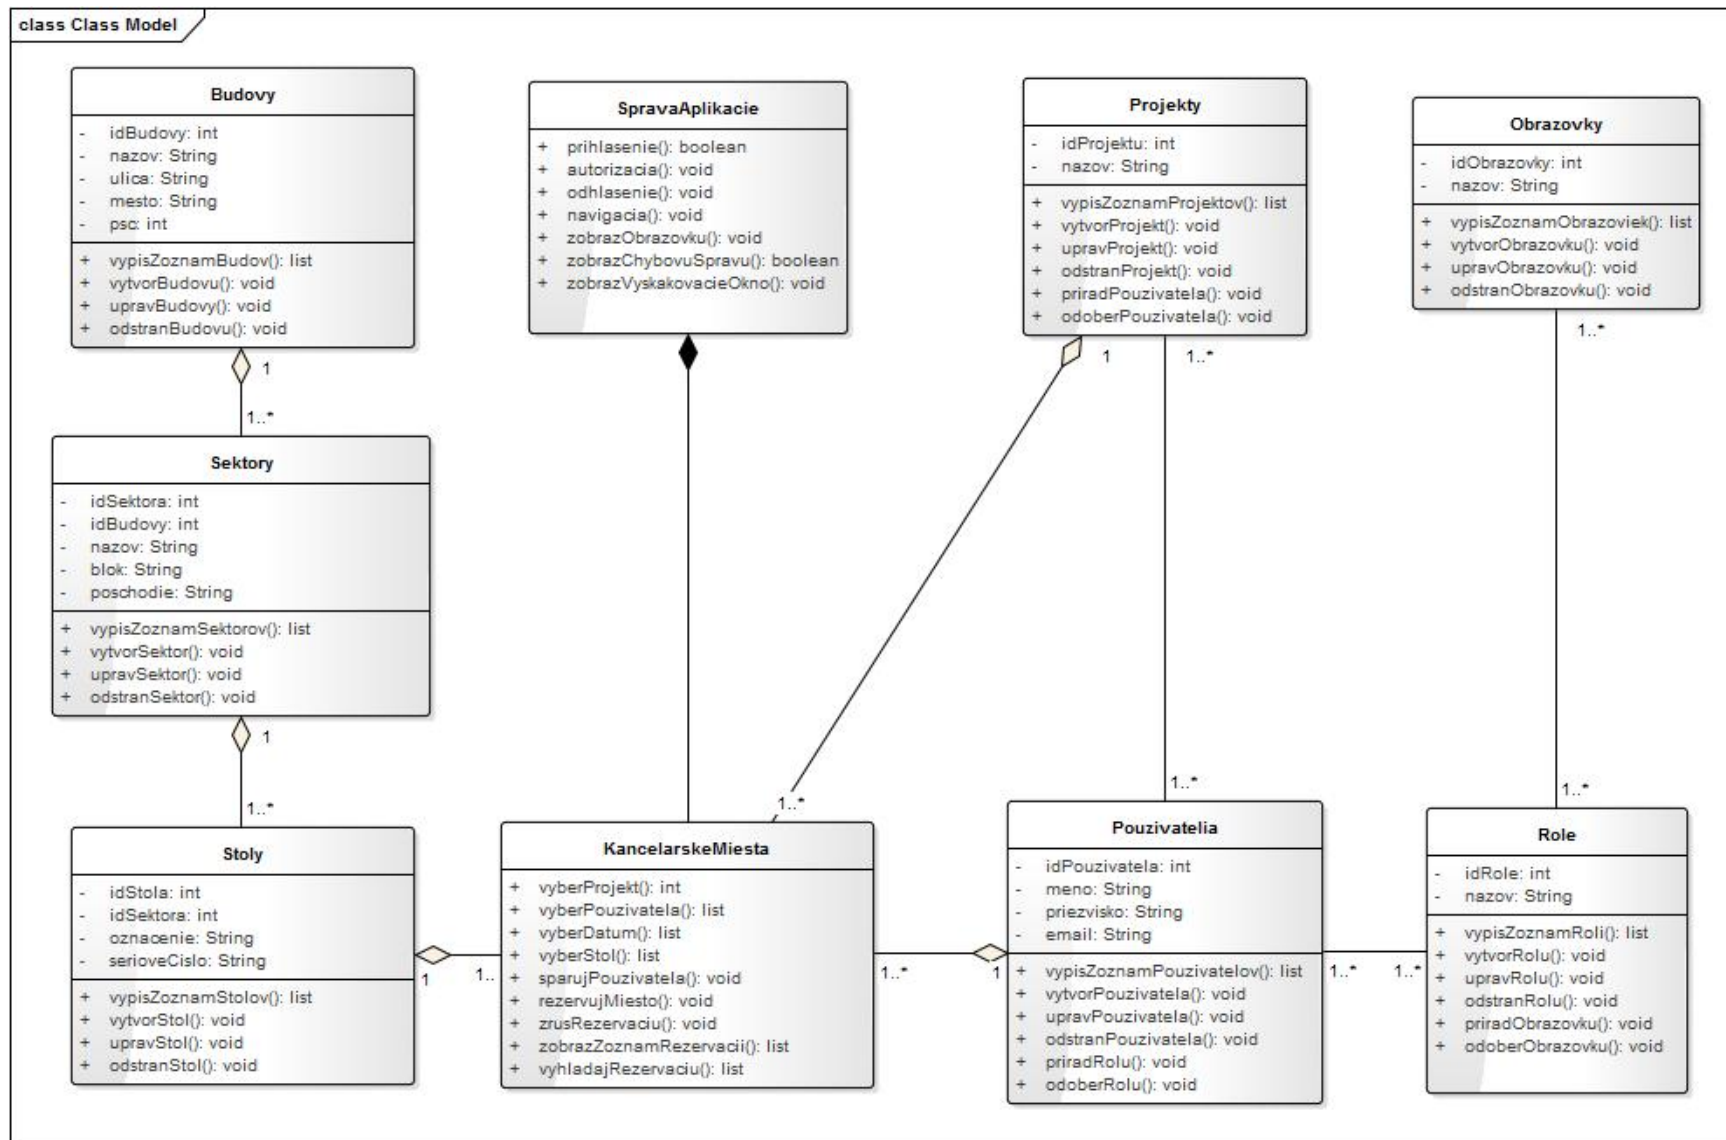 class Class Model
Budovy
- idBudovy: int
- nazov: String
- ulica: String
- mesto: String
- psc: int
+ vypisZoznamBudov(): list
+ vytvorBudovu(): void
+ upravBudovy(): void
+ odstranBudovu(): void
1
1..*
Sektory
- idSektora: int
- idBudovy: int
- nazov: String
- blok: String
- poschodie: String
+ vypisZoznamSektorov(): list
+ vytvorSektor(): void
+ upravSektor(): void
+ odstranSektor(): void
1
1..*
Stoly
- idStola: int
- idSektora: int
- oznacenie: String
- serioveCislo: String
+ vypisZoznamStolov(): list
+ vytvorStol(): void
+ upravStol(): void
+ odstranStol(): void
1
1..
SpravaAplikacie
+ prihlasenie(): boolean
+ autorizacia(): void
+ odhlasenie(): void
+ navigacia(): void
+ zobrazObrazovku(): void
+ zobrazChybovuSpravu(): boolean
+ zobrazVyskakovacieOkno(): void
KancelarskeMiesta
+ vyberProjekt(): int
+ vyberPouzivatela(): list
+ vyberDatum(): list
+ vyberStol(): list
+ sparujPouzivatela(): void
+ rezervujMiesto(): void
+ zrusRezervaciu(): void
+ zobrazZoznamRezervacii(): list
+ vyhladajRezervaciu(): list
1..*
1
Projekty
- idProjektu: int
- nazov: String
+ vypisZoznamProjektov(): list
+ vytvorProjekt(): void
+ upravProjekt(): void
+ odstranProjekt(): void
+ priradPouzivatela(): void
+ odoberPouzivatela(): void
1
1..*
1..*
1..*
Pouzivatelia
- idPouzivatela: int
- meno: String
- priezvisko: String
- email: String
+ vypisZoznamPouzivatelov(): list
+ vytvorPouzivatela(): void
+ upravPouzivatela(): void
+ odstranPouzivatela(): void
+ priradRolu(): void
+ odoberRolu(): void
1..*
1..*
Obrazovky
- idObrazovky: int
- nazov: String
+ vypisZoznamObrazoviek(): list
+ vytvorObrazovku(): void
+ upravObrazovku(): void
+ odstranObrazovku(): void
1..*
1..*
Role
- idRole: int
- nazov: String
+ vypisZoznamRoli(): list
+ vytvorRolu(): void
+ upravRolu(): void
+ odstranRolu(): void
+ priradObrazovku(): void
+ odoberObrazovku(): void